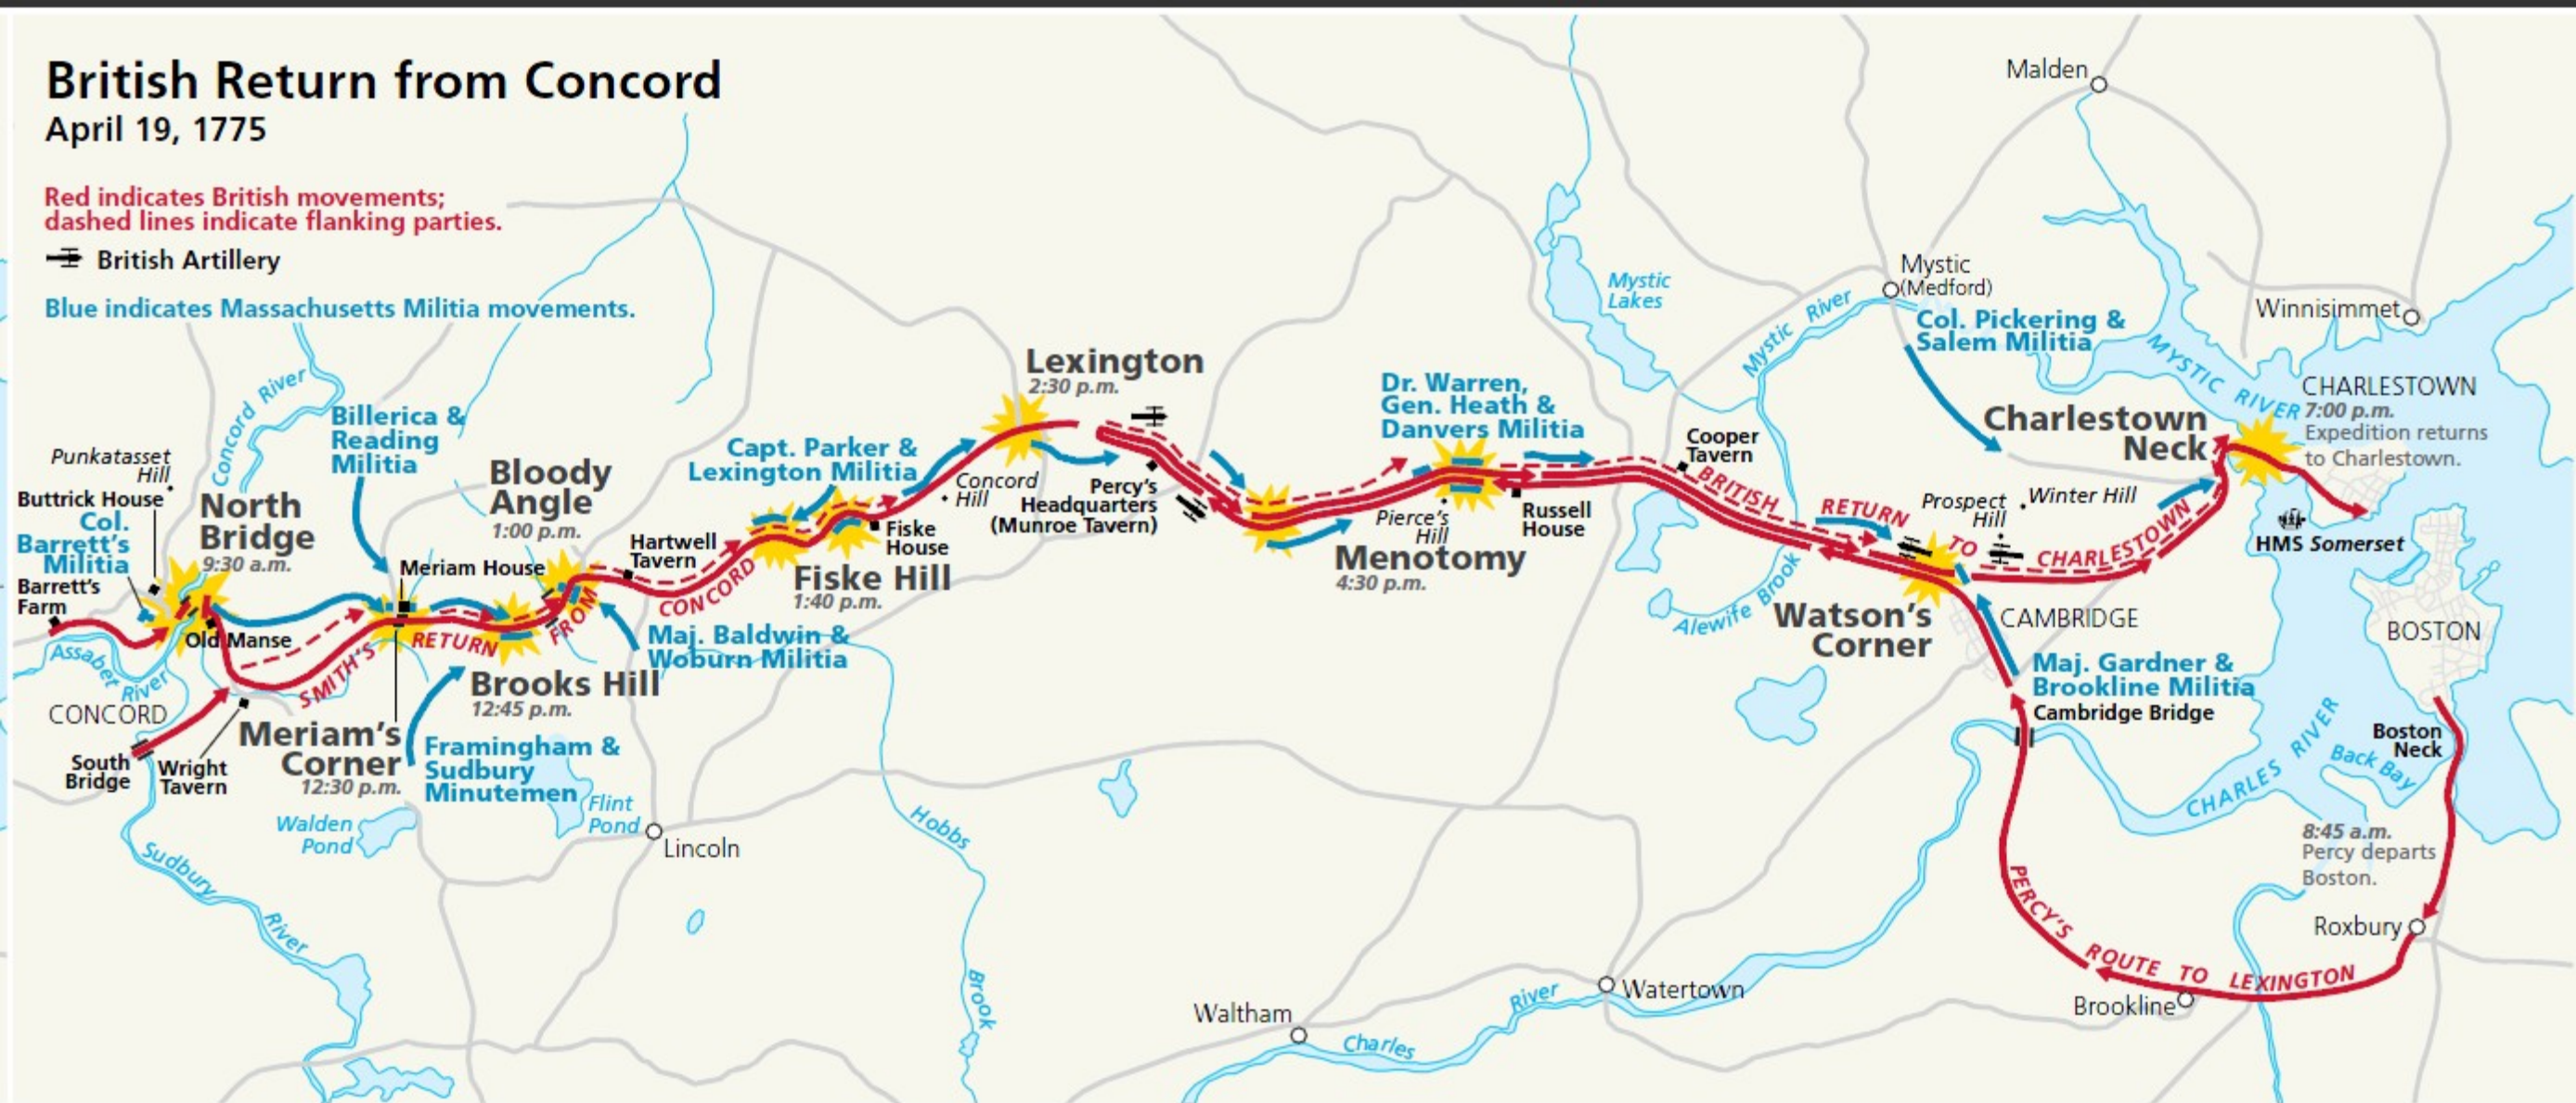 British Return from Concord
April 19, 1775
Red indicates British movements;
dashed lines indicate flanking parties.
British Artillery
Blue indicates Massachusetts Militia movements.
Punkatasset
Hill
Buttrick House
Col.
Barrett's
Militia
Barrett's
Farm
Assabet River
CONCORD
South
Bridge
Wright
Tavern
Old Manse
North
Bridge
9:30 a.m.
Concord River
Billerica &
Reading
Militia
Meriam House
Meriam's
Corner
12:30 p.m.
SMITH'S RETURN FROM CONCORD
Bloody
Angle
1:00 p.m.
Brooks Hill
12:45 p.m.
Framingham &
Sudbury
Minutemen
Walden
Pond
Flint
Pond
Lincoln
Sudbury River
Hartwell
Tavern
Maj. Baldwin &
Woburn Militia
Capt. Parker &
Lexington Militia
Fiske Hill
1:40 p.m.
Fiske
House
Concord
Hill
Lexington
2:30 p.m.
Percy's
Headquarters
(Munroe Tavern)
Hobbs Brook
Dr. Warren,
Gen. Heath &
Danvers Militia
Pierce's
Hill
Menotomy
4:30 p.m.
Russell
House
Cooper
Tavern
Mystic
Lakes
Mystic River
Mystic
(Medford)
Malden
Col. Pickering &
Salem Militia
Winnisimmet
MYSTIC RIVER
BRITISH RETURN TO CHARLESTOWN
Prospect
Hill
Winter Hill
Alewife Brook
Watson's
Corner
CAMBRIDGE
Maj. Gardner &
Brookline Militia
Cambridge Bridge
Charlestown
Neck
CHARLESTOWN
7:00 p.m.
Expedition returns
to Charlestown.
HMS Somerset
BOSTON
Boston
Neck
Back Bay
CHARLES RIVER
8:45 a.m.
Percy departs
Boston.
Roxbury
PERCY'S ROUTE TO LEXINGTON
Brookline
Watertown
Waltham
Charles River